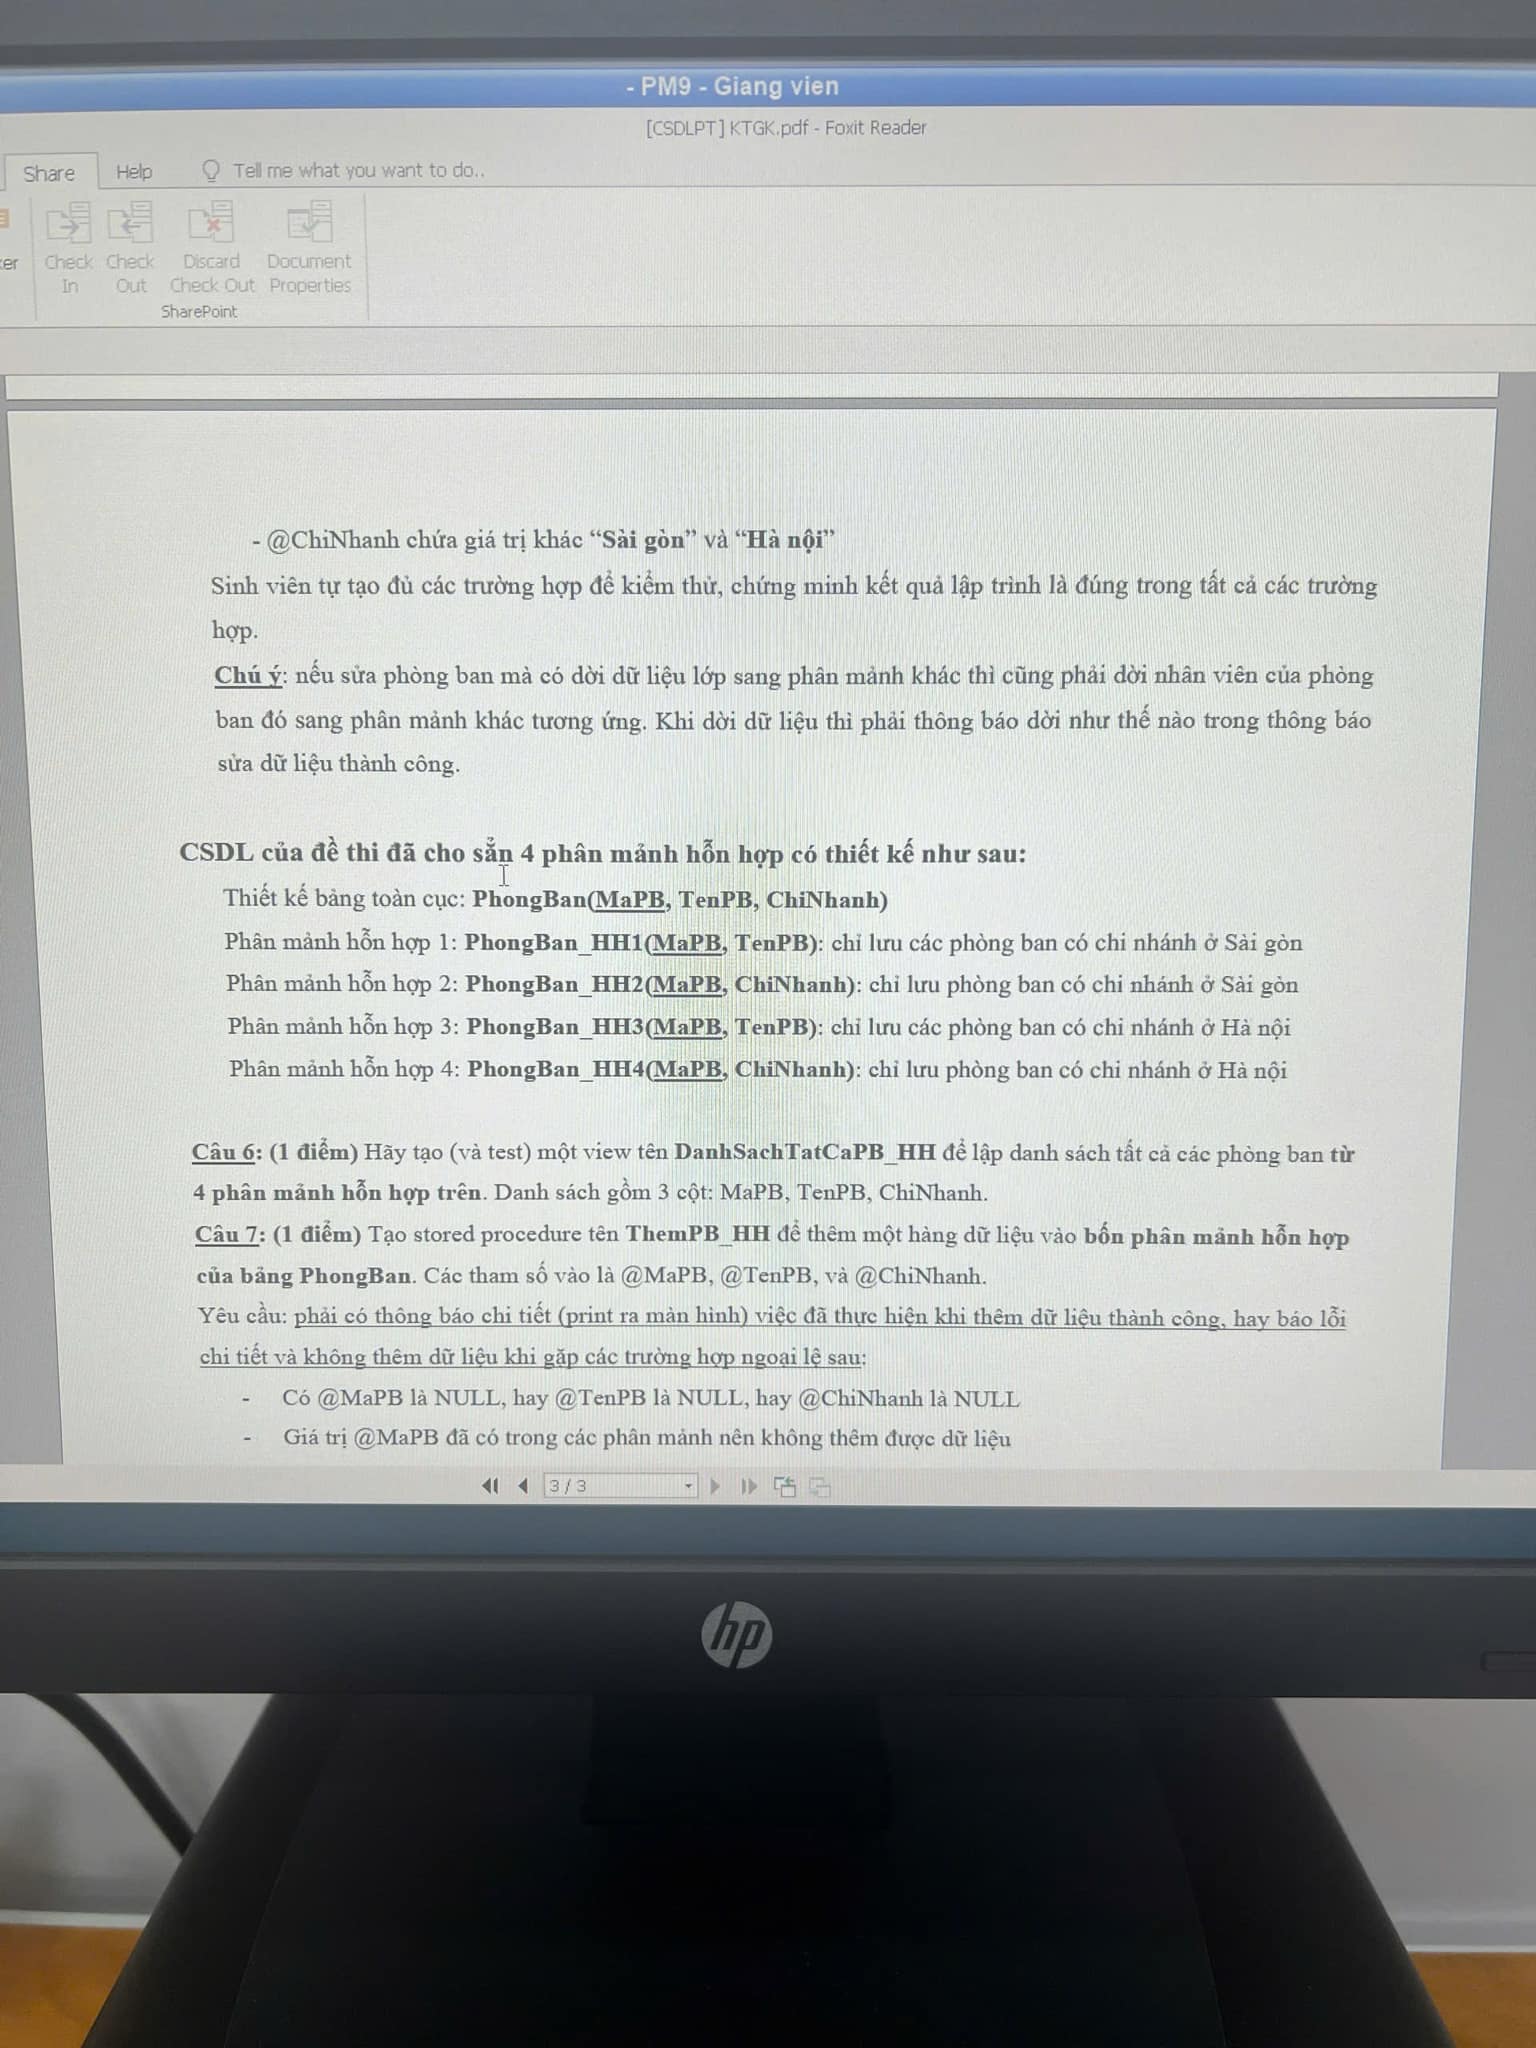 - PM9 - Giang vien
[CSDLPT] KTGK.pdf - Foxit Reader
Share Help Tell me what you want to do..
er Check In Check Out Discard Check Out Document Properties
SharePoint
- @ChiNhanh chứa giá trị khác “Sài gòn” và “Hà nội”
Sinh viên tự tạo đủ các trường hợp để kiểm thử, chứng minh kết quả lập trình là đúng trong tất cả các trường
hợp.
Chú ý: nếu sửa phòng ban mà có dời dữ liệu lớp sang phân mảnh khác thì cũng phải dời nhân viên của phòng
ban đó sang phân mảnh khác tương ứng. Khi dời dữ liệu thì phải thông báo dời như thế nào trong thông báo
sửa dữ liệu thành công.
CSDL của đề thi đã cho sẳn 4 phân mảnh hỗn hợp có thiết kế như sau:
Thiết kế bảng toàn cục: PhongBan(MaPB, TenPB, ChiNhanh)
Phân mảnh hỗn hợp 1: PhongBan_HH1(MaPB, TenPB): chỉ lưu các phòng ban có chi nhánh ở Sài gòn
Phân mảnh hỗn hợp 2: PhongBan_HH2(MaPB, ChiNhanh): chỉ lưu phòng ban có chi nhánh ở Sài gòn
Phân mảnh hỗn hợp 3: PhongBan_HH3(MaPB, TenPB): chỉ lưu các phòng ban có chi nhánh ở Hà nội
Phân mảnh hỗn hợp 4: PhongBan_HH4(MaPB, ChiNhanh): chỉ lưu phòng ban có chi nhánh ở Hà nội
Câu 6: (1 điểm) Hãy tạo (và test) một view tên DanhSachTatCaPB_HH để lập danh sách tất cả các phòng ban từ
4 phân mảnh hỗn hợp trên. Danh sách gồm 3 cột: MaPB, TenPB, ChiNhanh.
Câu 7: (1 điểm) Tạo stored procedure tên ThemPB_HH để thêm một hàng dữ liệu vào bốn phân mảnh hỗn hợp
của bảng PhongBan. Các tham số vào là @MaPB, @TenPB, và @ChiNhanh.
Yêu cầu: phải có thông báo chi tiết (print ra màn hình) việc đã thực hiện khi thêm dữ liệu thành công, hay báo lỗi
chi tiết và không thêm dữ liệu khi gặp các trường hợp ngoại lệ sau:
- Có @MaPB là NULL, hay @TenPB là NULL, hay @ChiNhanh là NULL
- Giá trị @MaPB đã có trong các phân mảnh nên không thêm được dữ liệu
3 / 3
hp